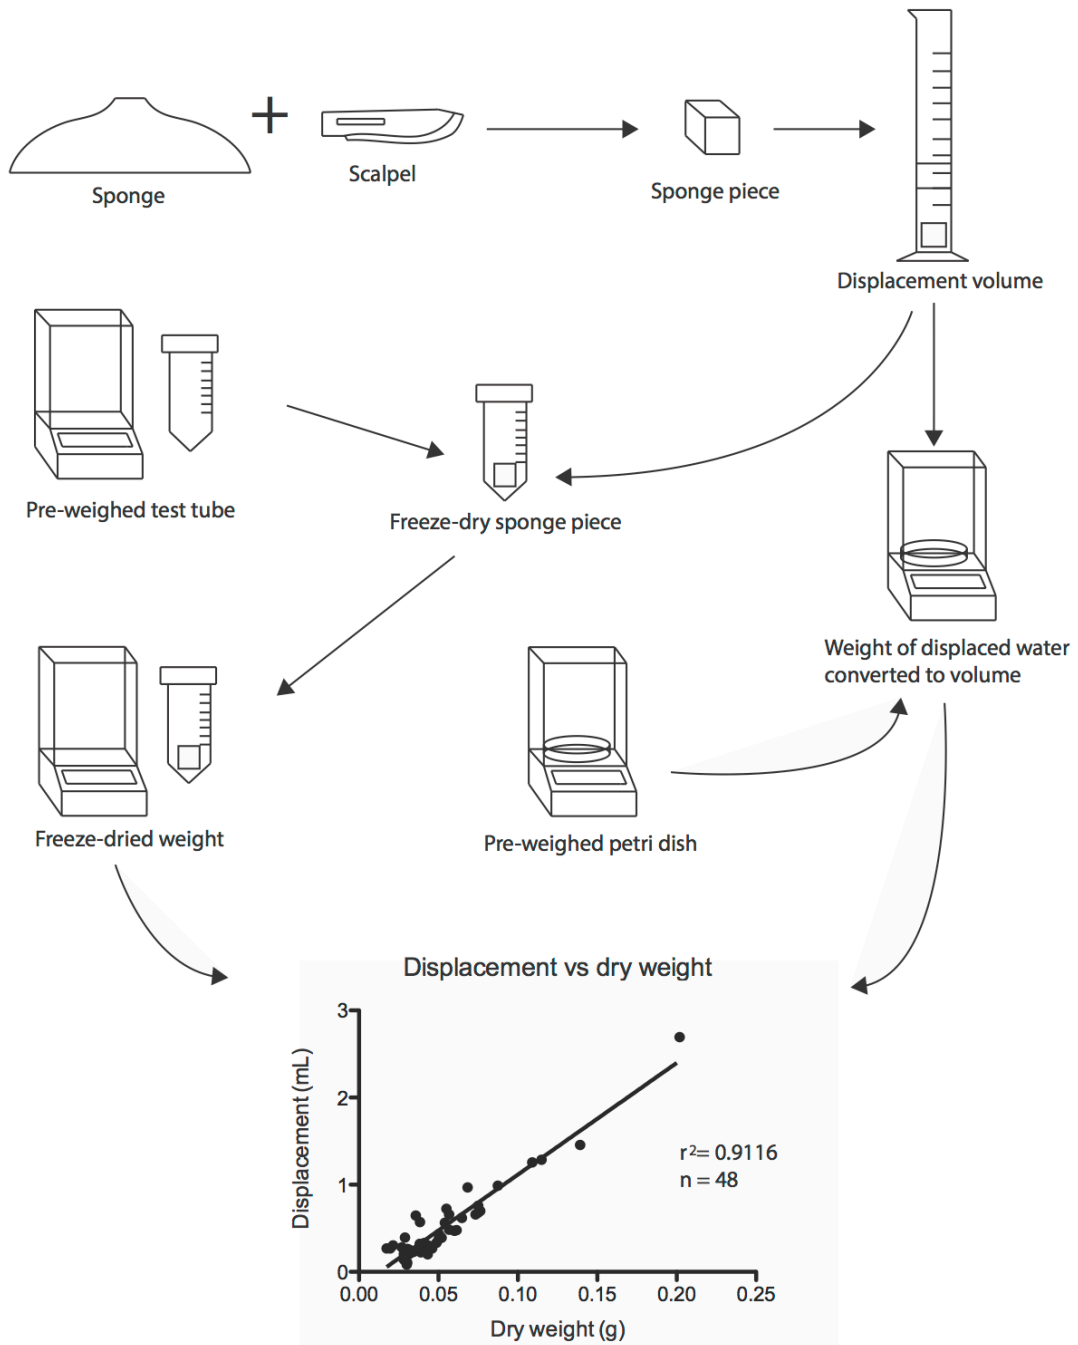 Sponge
+
Scalpel
Sponge piece
Displacement volume
Pre-weighed test tube
Freeze-dry sponge piece
Weight of displaced water
converted to volume
Freeze-dried weight
Pre-weighed petri dish
Displacement vs dry weight
Displacement (mL)
3
2
1
0
r²= 0.9116
n = 48
0.00 0.05 0.10 0.15 0.20 0.25
Dry weight (g)